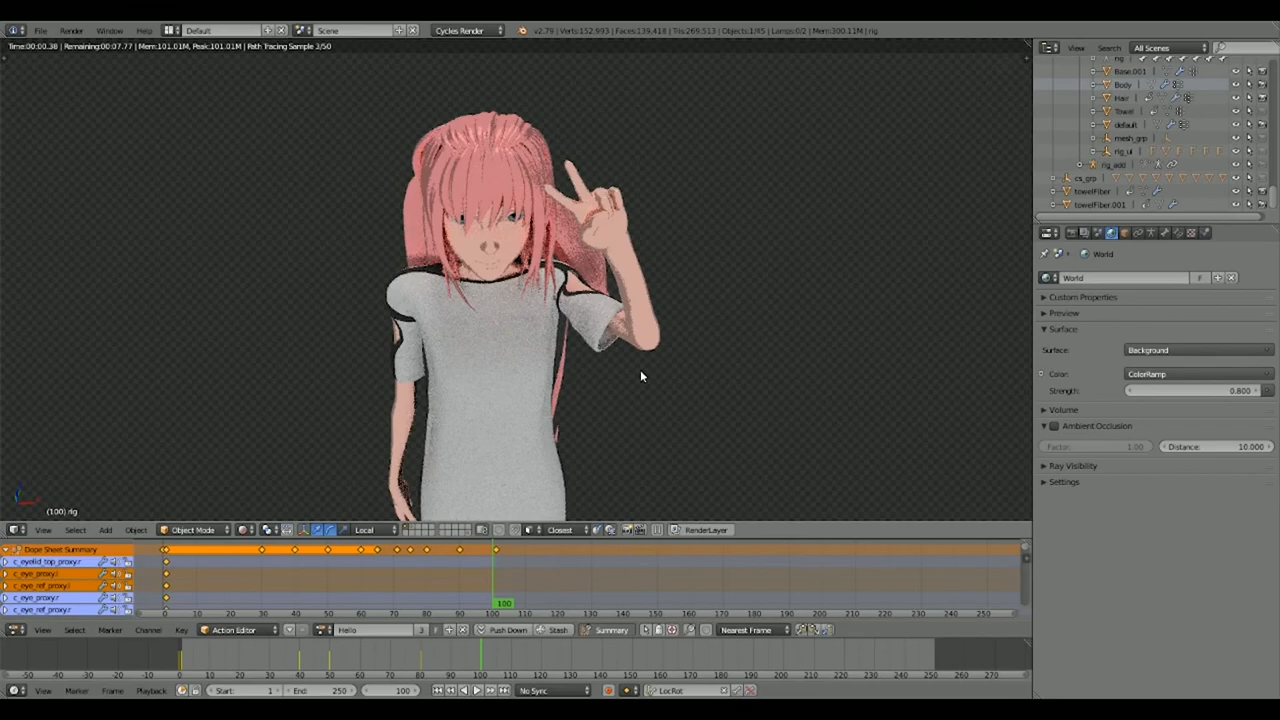 File Render Window Help Default Scene Cycles Render v2.79 | Verts:152,993 | Faces:139,418 | Tris:269,513 | Objects:1/45 | Lamps:0/2 | Mem:300.11M | rig
Time:00:00.38 | Remaining:00:07.77 | Mem:101.01M, Peak:101.01M | Path Tracing Sample 3/50
View Search All Scenes
rig
Base.001
Body
Hair
Towel
default
mesh_grp
rig_ui
rig_add
cs_grp
towelFiber
towelFiber.001
World
World F
Custom Properties
Preview
Surface
Surface: Background
Color: ColorRamp
Strength: 0.800
Volume
Ambient Occlusion
Factor: 1.00 Distance: 10.000
Ray Visibility
Settings
(100) rig
View Select Add Object Object Mode Local Closest RenderLayer
Dope Sheet Summary
c_eyelid_top_proxy.r
c_eye_proxy.l
c_eye_ref_proxy.l
c_eye_proxy.r
c_eye_ref_proxy.r
100
0 10 20 30 40 50 60 70 80 90 100 110 120 130 140 150 160 170 180 190 200 210 220 230 240 250
View Select Marker Channel Key Action Editor Hello 3 F Push Down Stash Summary Nearest Frame
-50 -40 -30 -20 -10 0 10 20 30 40 50 60 70 80 90 100 110 120 130 140 150 160 170 180 190 200 210 220 230 240 250 260 270
View Marker Frame Playback Start: 1 End: 250 100 No Sync LocRot